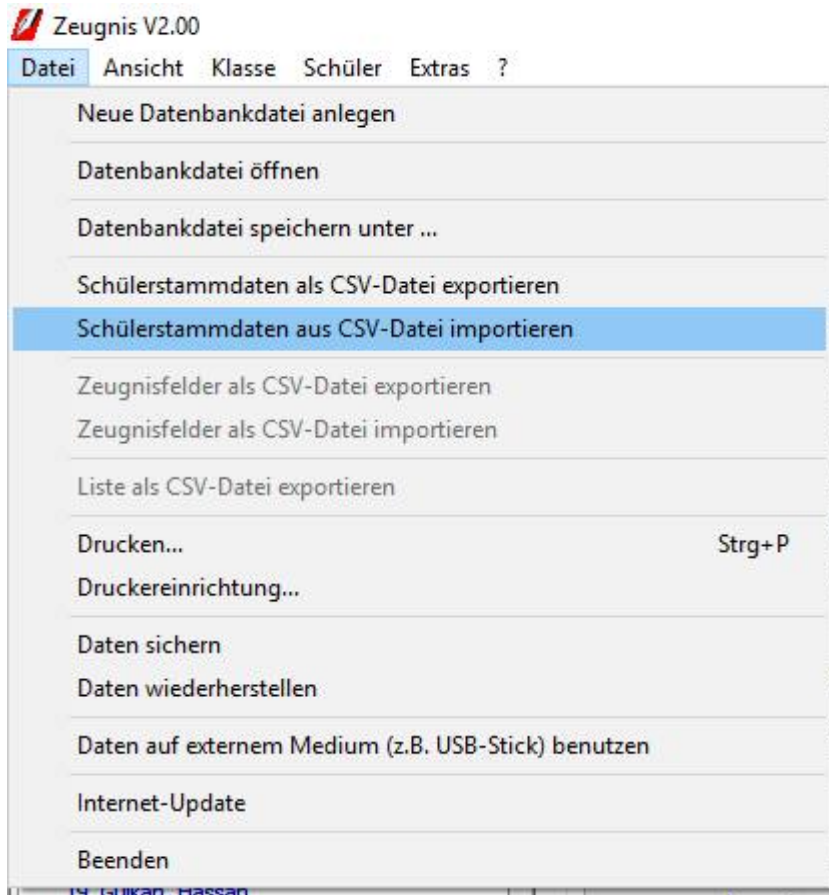 Zeugnis V2.00
Datei Ansicht Klasse Schüler Extras ?
Neue Datenbankdatei anlegen
Datenbankdatei öffnen
Datenbankdatei speichern unter ...
Schülerstammdaten als CSV-Datei exportieren
Schülerstammdaten aus CSV-Datei importieren
Zeugnisfelder als CSV-Datei exportieren
Zeugnisfelder als CSV-Datei importieren
Liste als CSV-Datei exportieren
Drucken... Strg+P
Druckereinrichtung...
Daten sichern
Daten wiederherstellen
Daten auf externem Medium (z.B. USB-Stick) benutzen
Internet-Update
Beenden